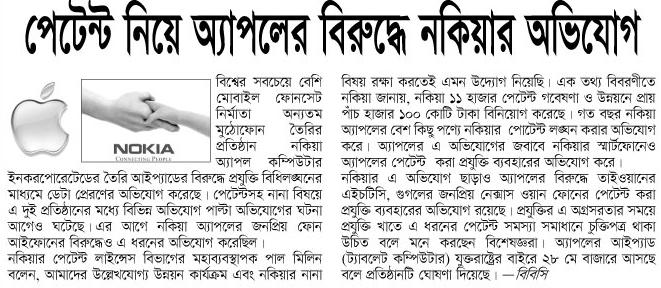 পেটেন্ট নিয়ে অ্যাপলের বিরুদ্ধে নকিয়ার অভিযোগ
NOKIA
CONNECTING PEOPLE
বিশ্বের সবচেয়ে বেশি
মোবাইল ফোনসেট
নির্মাতা অন্যতম
মুঠোফোন তৈরির
প্রতিষ্ঠান নকিয়া
অ্যাপল কম্পিউটার
ইনকরপোরেটেডের তৈরি আইপ্যাডের বিরুদ্ধে প্রযুক্তি বিধিলঙ্ঘনের
মাধ্যমে ডেটা প্রেরণের অভিযোগ করেছে। পেটেন্টসহ নানা বিষয়ে
এ দুই প্রতিষ্ঠানের মধ্যে বিভিন্ন অভিযোগ পাল্টা অভিযোগের ঘটনা
আগেও ঘটেছে। এর আগে নকিয়া অ্যাপলের জনপ্রিয় ফোন
আইফোনের বিরুদ্ধেও এ ধরনের অভিযোগ করেছিল।
নকিয়ার পেটেন্ট লাইসেন্স বিভাগের মহাব্যবস্থাপক পাল মিলিন
বলেন, আমাদের উল্লেখযোগ্য উন্নয়ন কার্যক্রম এবং নকিয়ার নানা
বিষয় রক্ষা করতেই এমন উদ্যোগ নিয়েছি। এক তথ্য বিবরণীতে
নকিয়া জানায়, নকিয়া ১১ হাজার পেটেন্ট গবেষণা ও উন্নয়নে প্রায়
পাঁচ হাজার ১০০ কোটি টাকা বিনিয়োগ করেছে। গত বছর নকিয়া
অ্যাপলের বেশ কিছু পণ্যে নকিয়ার পোটেন্ট লঙ্ঘন করার অভিযোগ
করে। অ্যাপলের এ অভিযোগের জবাবে নকিয়ার স্মার্টফোনেও
অ্যাপলের পেটেন্ট করা প্রযুক্তি ব্যবহারের অভিযোগ করে।
নকিয়ার এ অভিযোগ ছাড়াও অ্যাপলের বিরুদ্ধে তাইওয়ানের
এইচটিসি, গুগলের জনপ্রিয় নেক্সাস ওয়ান ফোনের পেটেন্ট করা
প্রযুক্তি ব্যবহারের অভিযোগ রয়েছে। প্রযুক্তির এ অগ্রসরতার সময়ে
প্রযুক্তি খাতে এ ধরনের পেটেন্ট সমস্যা সমাধানে চুক্তিপত্র থাকা
উচিত বলে মনে করছেন বিশেষজ্ঞরা। অ্যাপলের আইপ্যাড
(ট্যাবলেট কম্পিউটার) যুক্তরাষ্ট্রের বাইরে ২৮ মে বাজারে আসছে
বলে প্রতিষ্ঠানটি ঘোষণা দিয়েছে। —বিবিসি